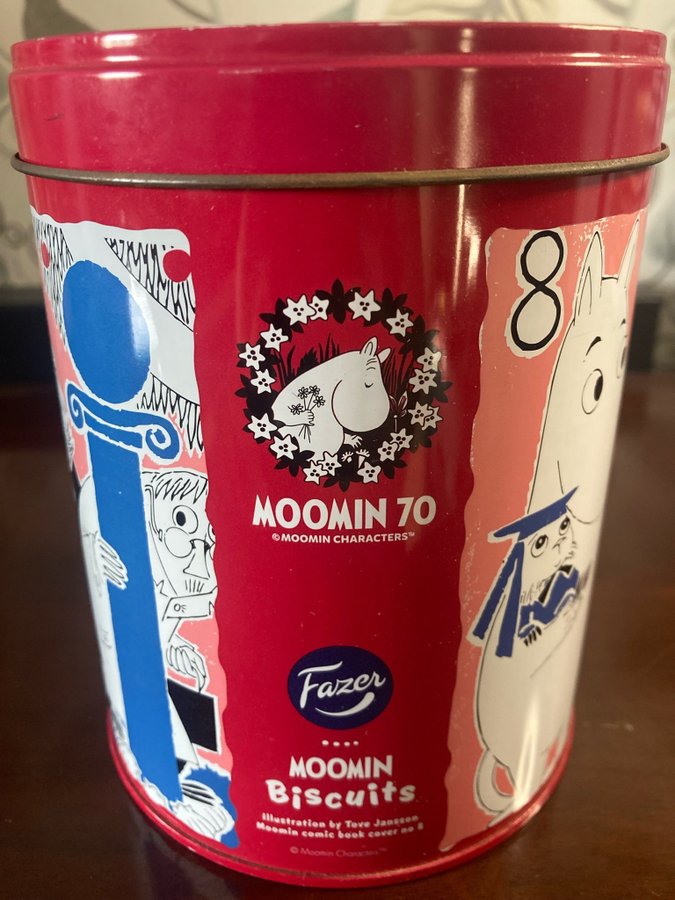 8
MOOMIN 70
© MOOMIN CHARACTERS™
Fazer
MOOMIN
Biscuits
Illustration by Tove Jansson
Moomin comic book cover no 8
© Moomin Characters™